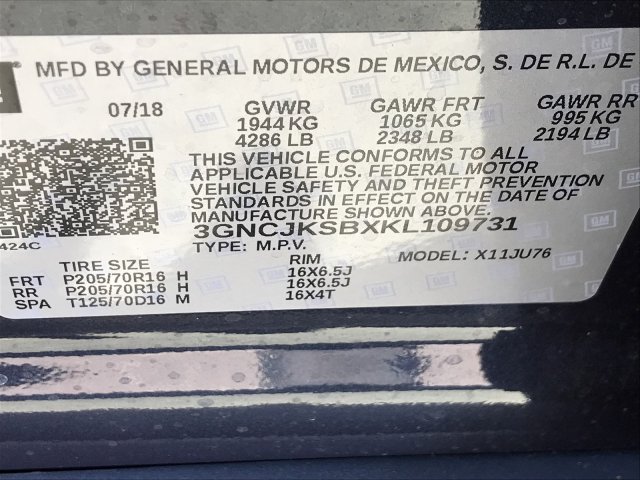 MFD BY GENERAL MOTORS DE MEXICO, S. DE R.L. DE
07/18 GVWR GAWR FRT GAWR RR
1944 KG 1065 KG 995 KG
4286 LB 2348 LB 2194 LB
THIS VEHICLE CONFORMS TO ALL
APPLICABLE U.S. FEDERAL MOTOR
VEHICLE SAFETY AND THEFT PREVENTION
STANDARDS IN EFFECT ON THE DATE OF
MANUFACTURE SHOWN ABOVE.
3GNCJKSBXKL109731
424C
TYPE: M.P.V. MODEL: X11JU76
TIRE SIZE RIM
FRT P205/70R16 H 16X6.5J
RR P205/70R16 H 16X6.5J
SPA T125/70D16 M 16X4T